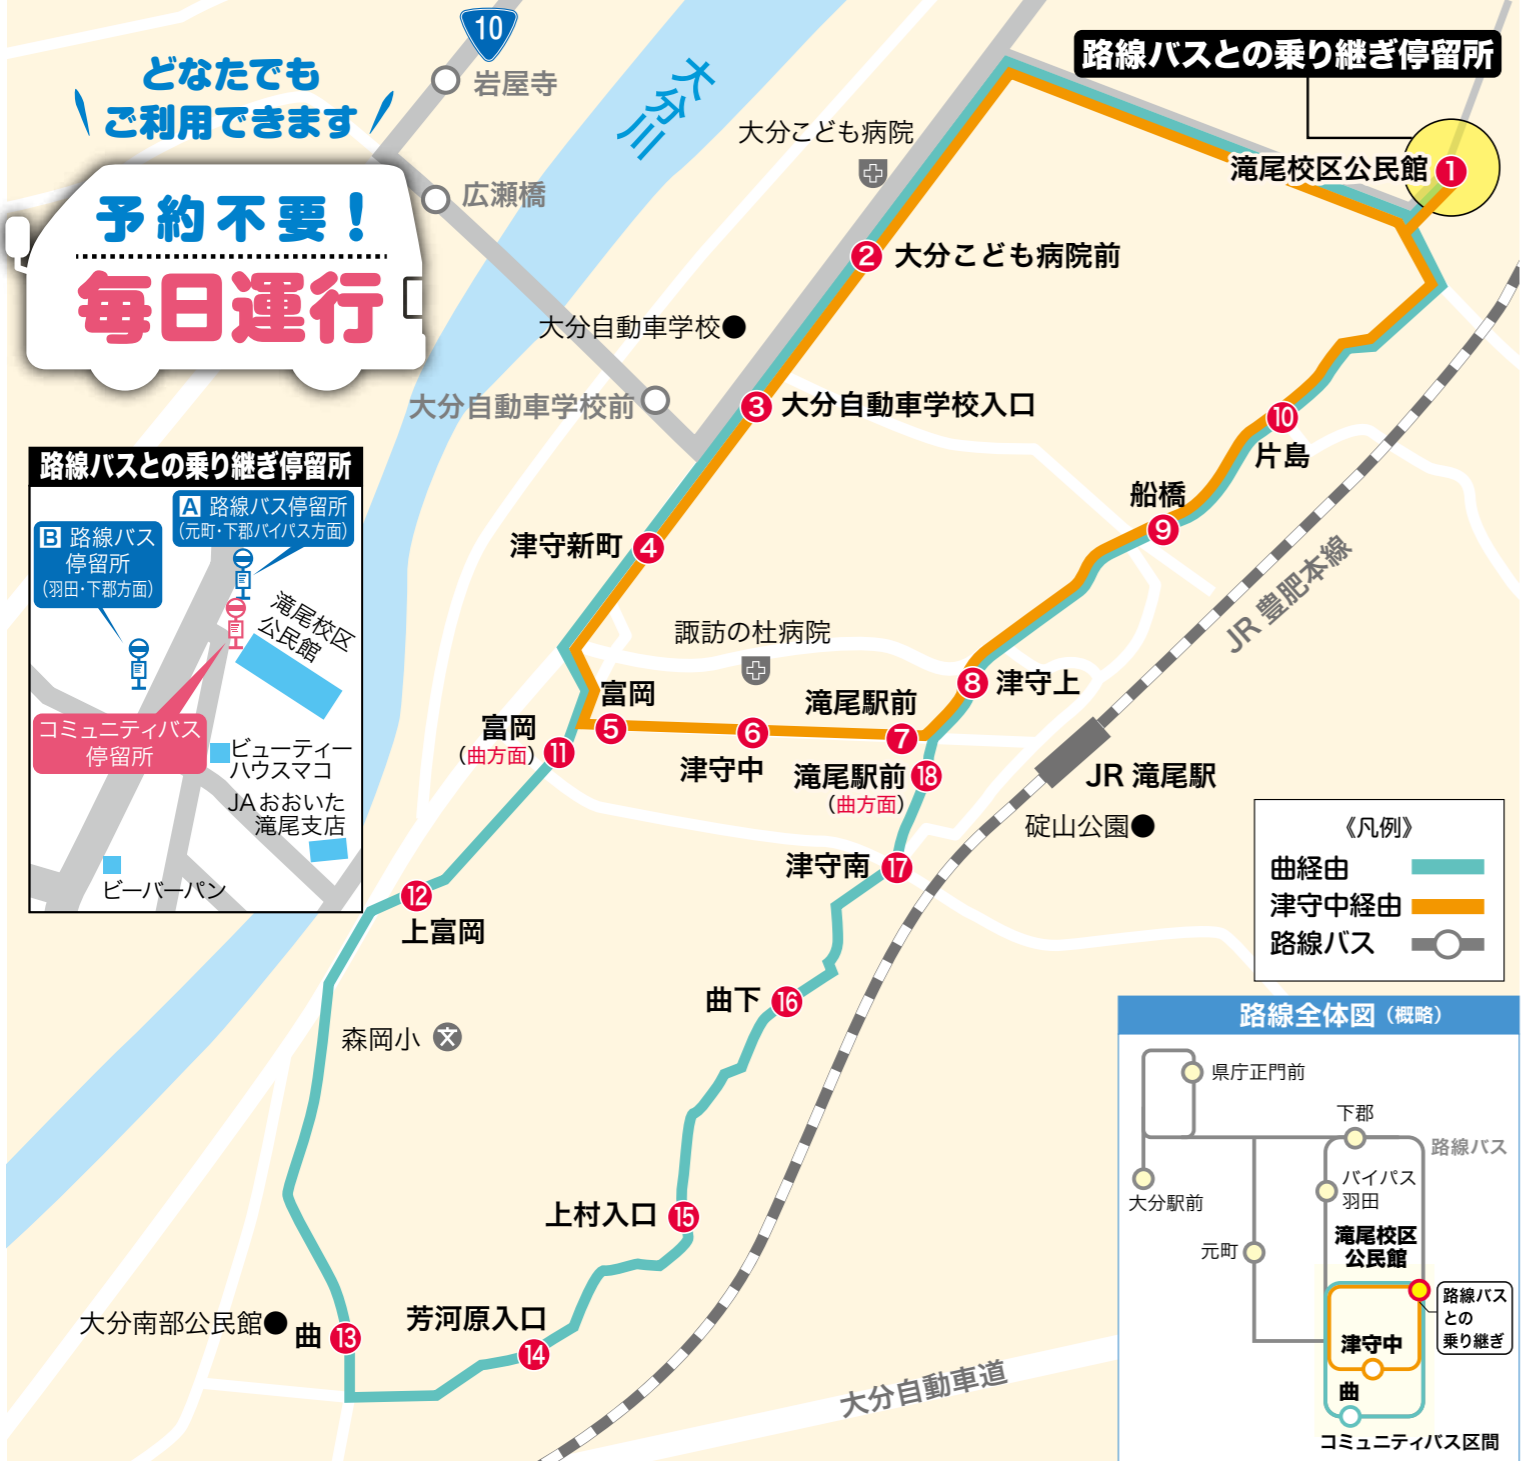 どなたでも
ご利用できます
予約不要！
毎日運行
10
岩屋寺
広瀬橋
大分川
路線バスとの乗り継ぎ停留所
滝尾校区公民館 1
大分こども病院
2 大分こども病院前
大分自動車学校
大分自動車学校前
3 大分自動車学校入口
津守新町 4
諏訪の杜病院
富岡
5
6
津守中
滝尾駅前
7
8 津守上
船橋
9
10
片島
富岡
(曲方面) 11
滝尾駅前 18
(曲方面)
JR 豊肥本線
JR 滝尾駅
碇山公園
津守南 17
12
上富岡
曲下 16
森岡小 文
上村入口 15
大分南部公民館
曲 13
芳河原入口
14
大分自動車道
路線バスとの乗り継ぎ停留所
A 路線バス停留所
(元町・下郡バイパス方面)
B 路線バス
停留所
(羽田・下郡方面)
滝尾校区
公民館
コミュニティバス
停留所
ビューティー
ハウスマコ
JAおおいた
滝尾支店
ビーバーパン
《凡例》
曲経由
津守中経由
路線バス
路線全体図（概略）
県庁正門前
下郡
路線バス
バイパス
羽田
大分駅前
元町
滝尾校区
公民館
路線バス
との
乗り継ぎ
津守中
曲
コミュニティバス区間